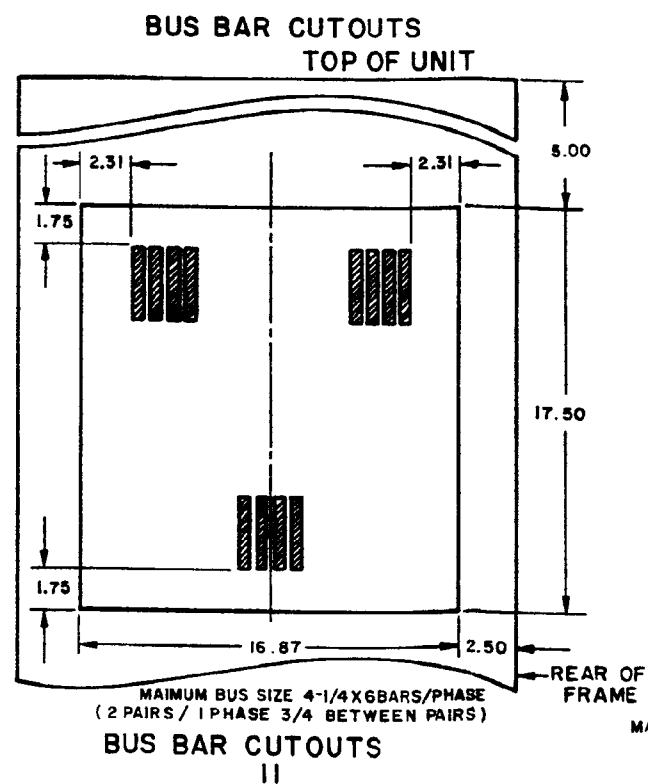 BUS BAR CUTOUTS
TOP OF UNIT
2.31
2.31
5.00
1.75
17.50
1.75
16.87
2.50
REAR OF
FRAME
MAIMUM BUS SIZE 4-1/4X6BARS/PHASE
(2 PAIRS / 1 PHASE 3/4 BETWEEN PAIRS)
MA
BUS BAR CUTOUTS
11